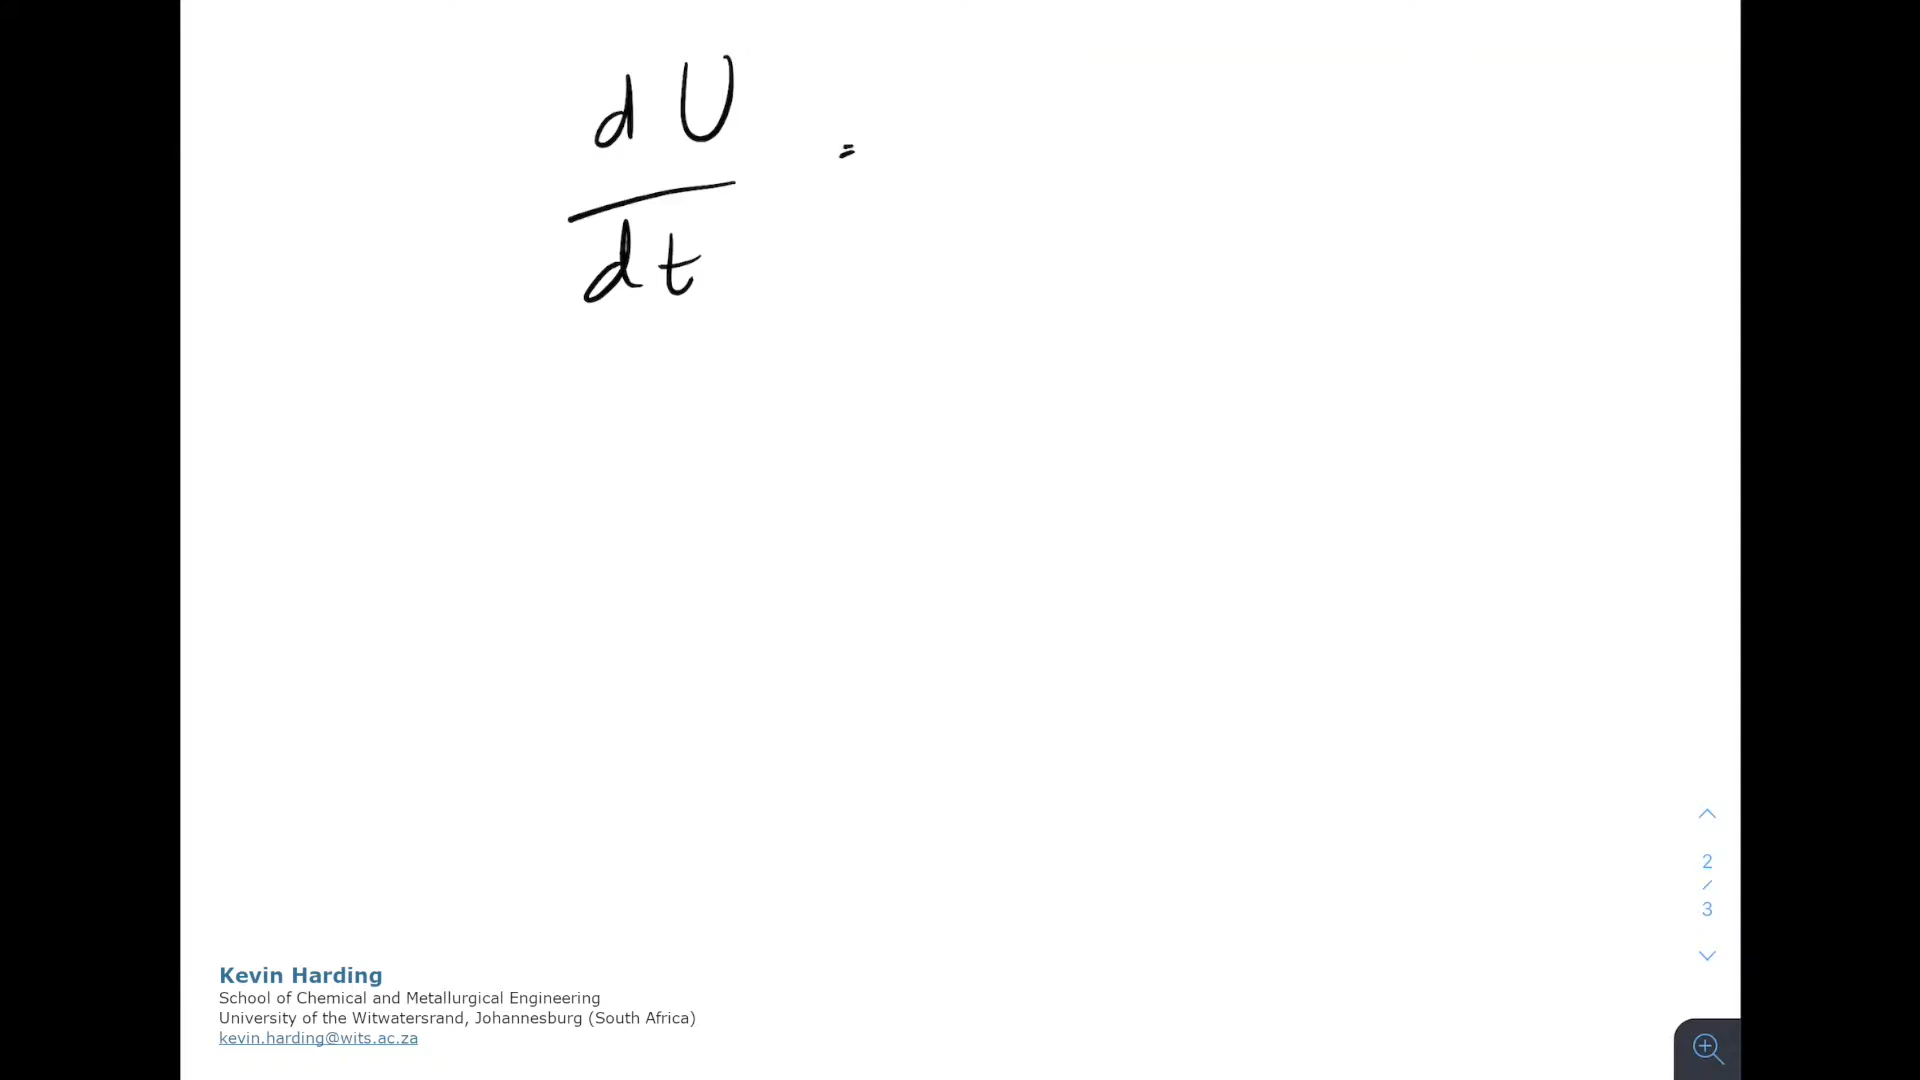 dU
=
dt
2
/
3
Kevin Harding
School of Chemical and Metallurgical Engineering
University of the Witwatersrand, Johannesburg (South Africa)
kevin.harding@wits.ac.za